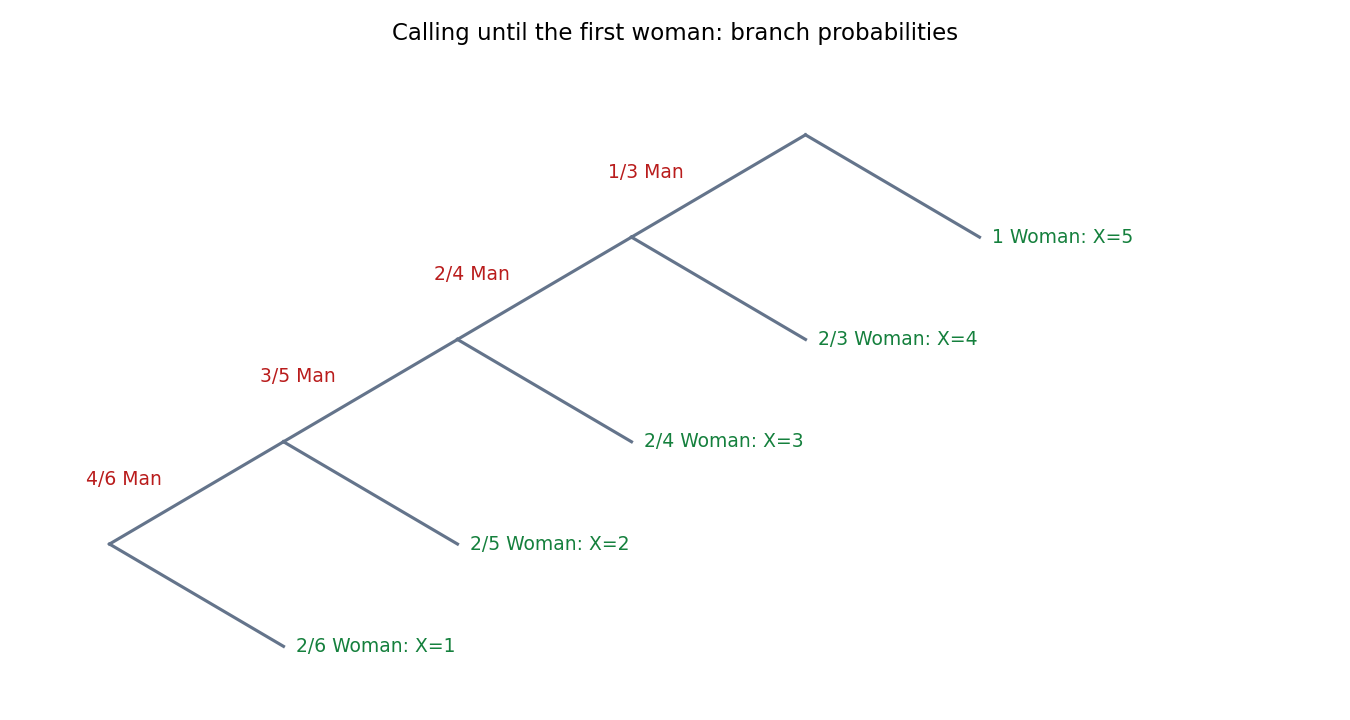 Calling until the first woman: branch probabilities
1/3 Man
1 Woman: X=5
2/4 Man
2/3 Woman: X=4
3/5 Man
2/4 Woman: X=3
4/6 Man
2/5 Woman: X=2
2/6 Woman: X=1